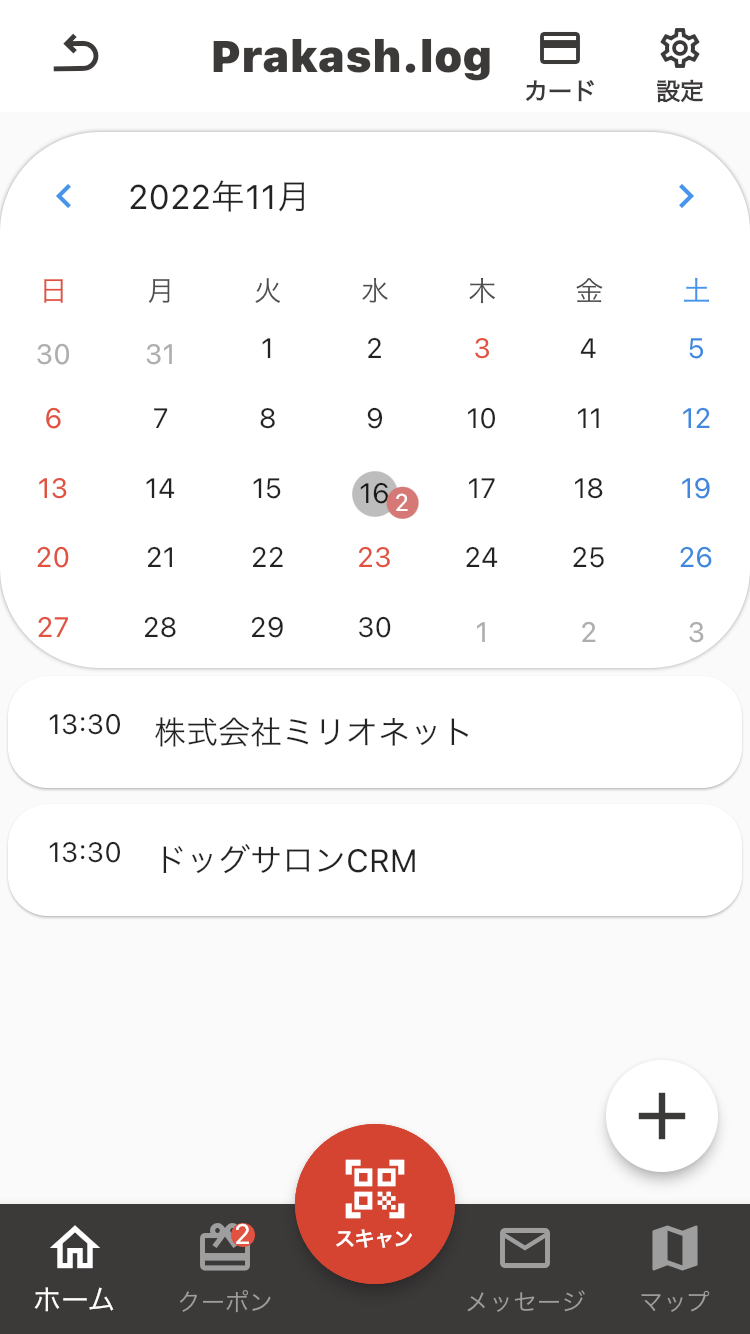 Prakash.log
カード
設定
2022年11月
日 月 火 水 木 金 土
30 31 1 2 3 4 5
6 7 8 9 10 11 12
13 14 15 16 2 17 18 19
20 21 22 23 24 25 26
27 28 29 30 1 2 3
13:30 株式会社ミリオネット
13:30 ドッグサロンCRM
スキャン
2
ホーム
クーポン
メッセージ
マップ